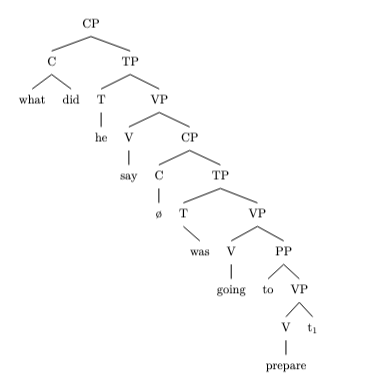 CP
C TP
what did T VP
he V CP
say C TP
ø T VP
was V PP
going to VP
V t₁
prepare